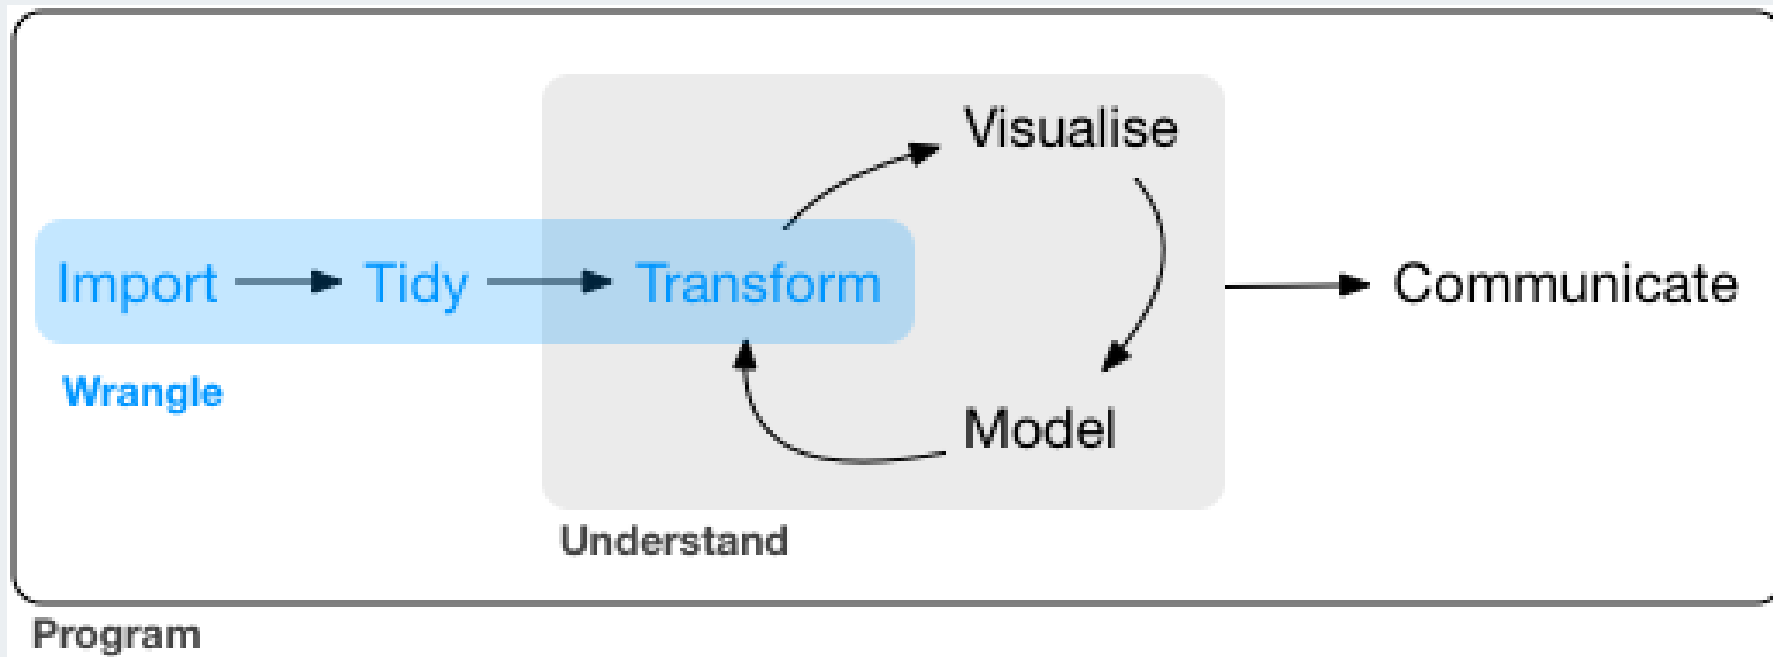 Visualise
Import Tidy Transform Communicate
Wrangle
Model
Understand
Program